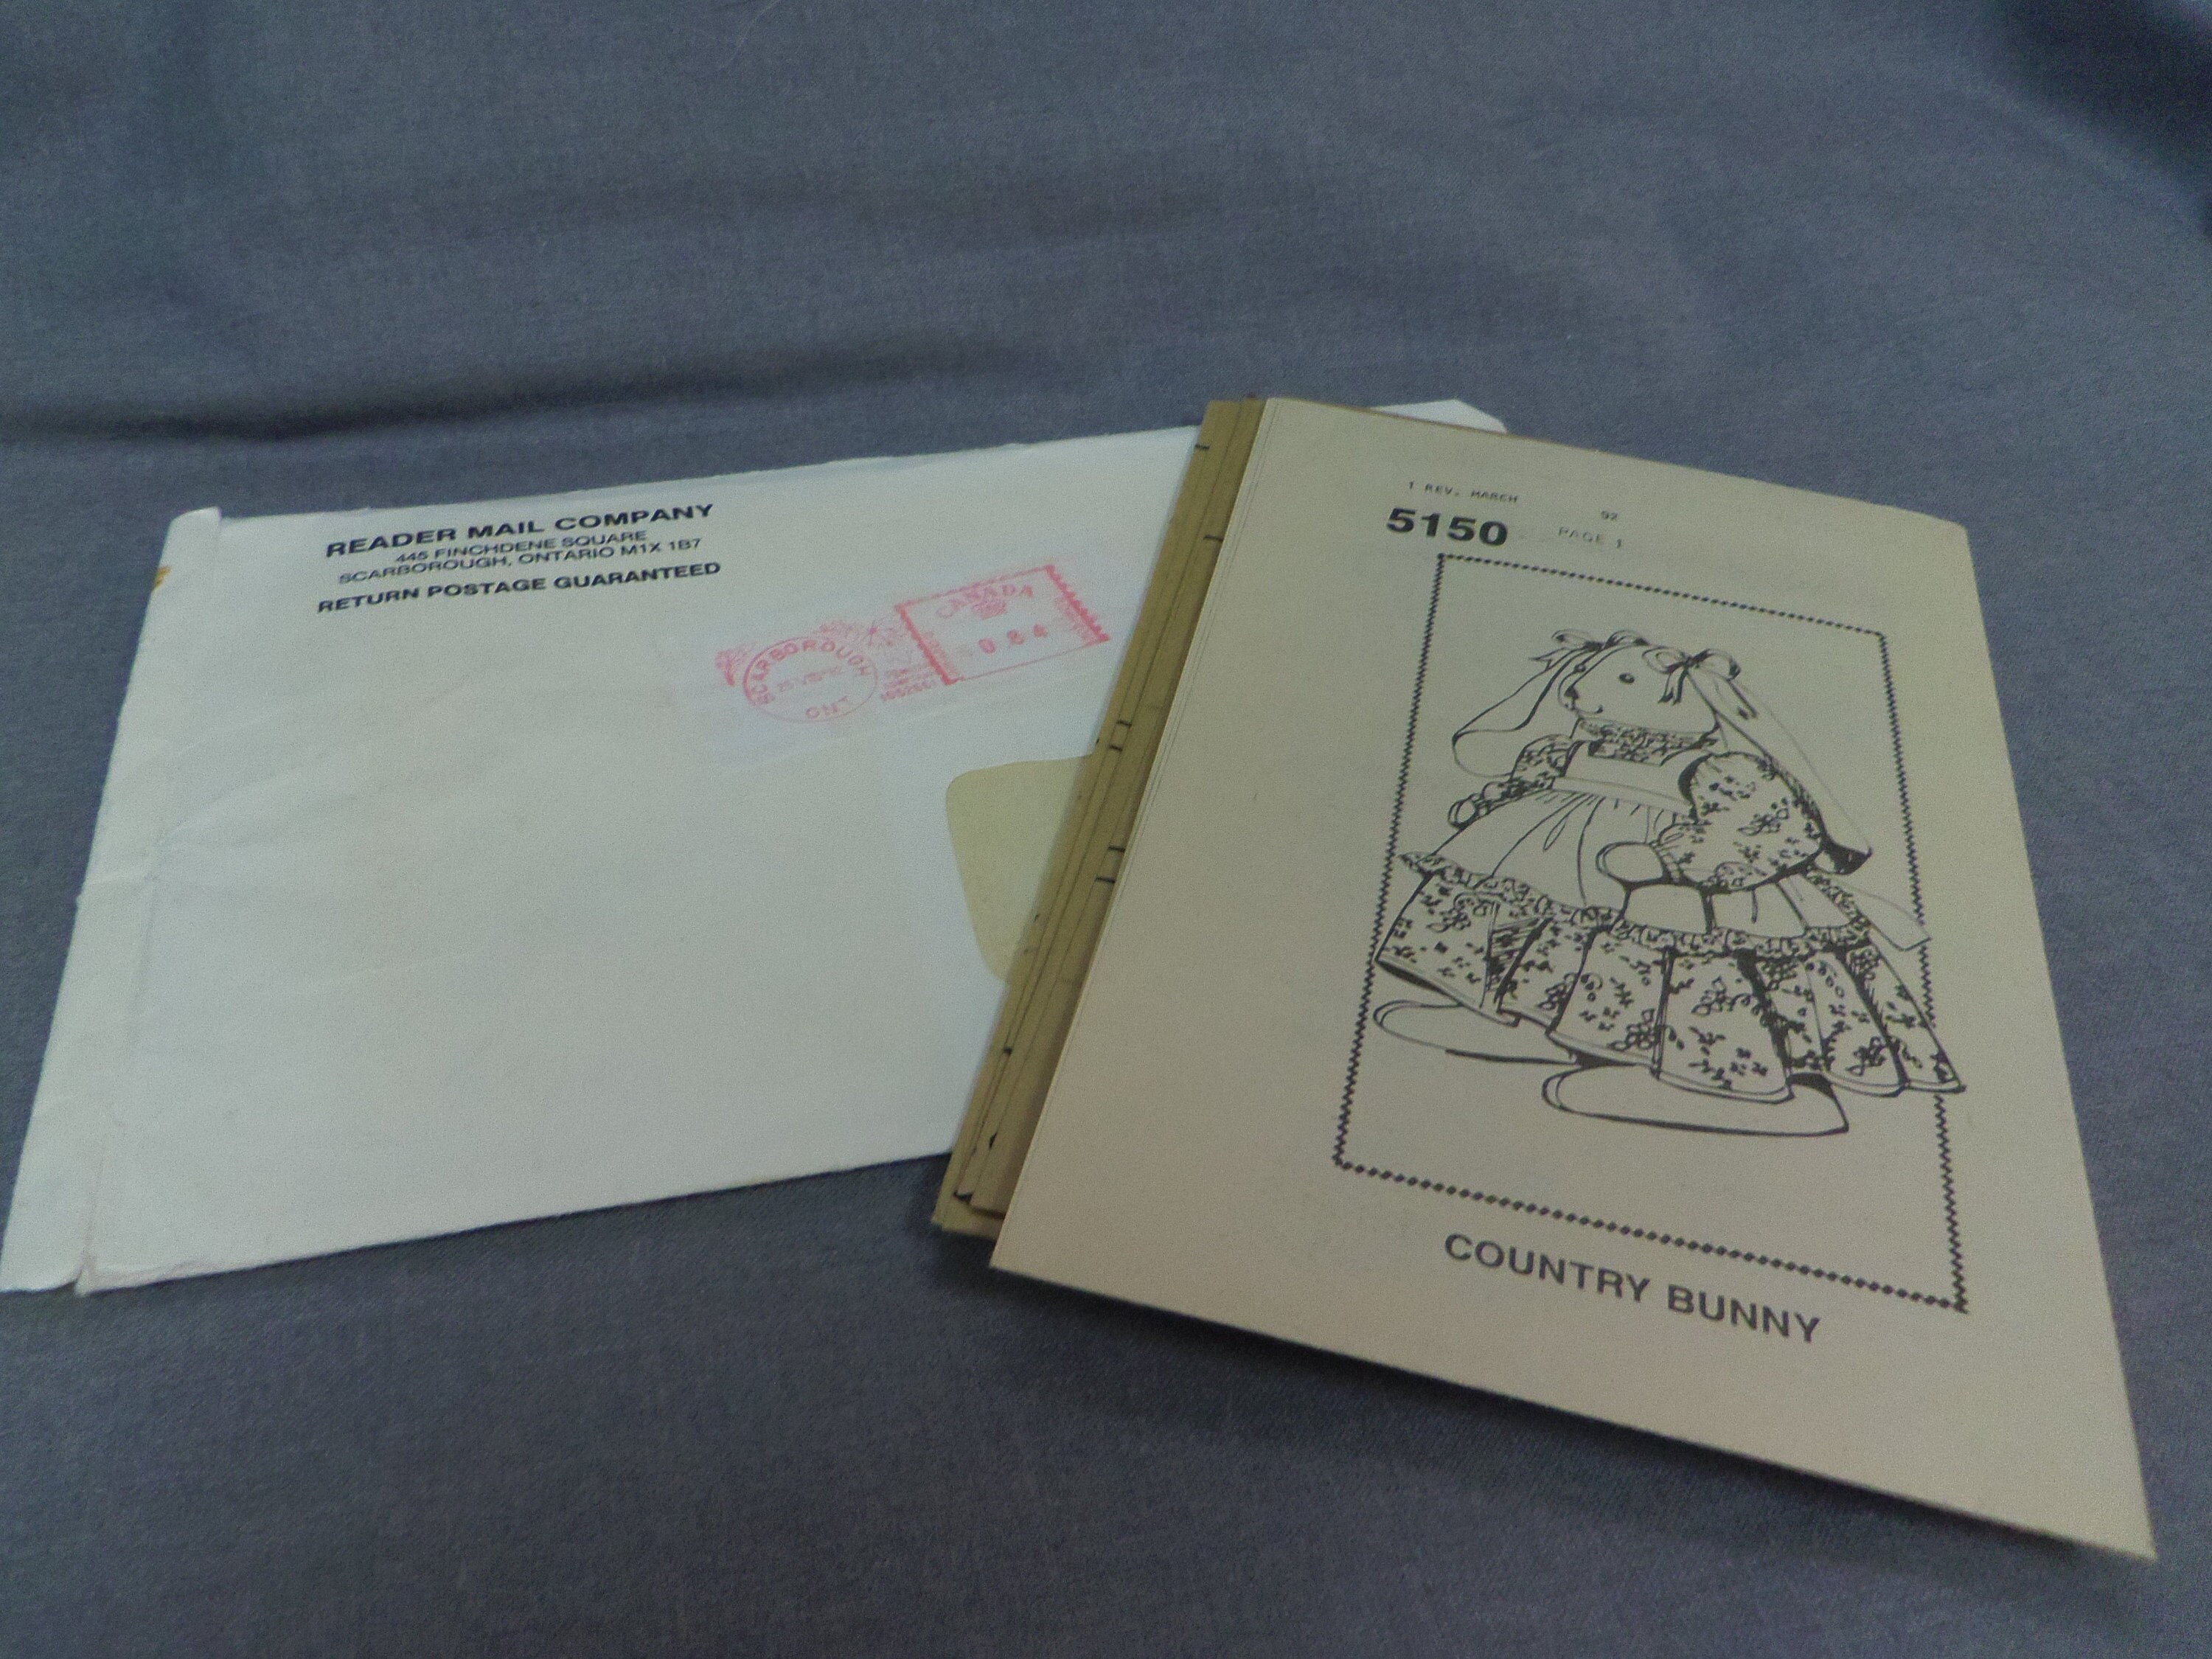 READER MAIL COMPANY
445 FINCHDENE SQUARE
SCARBOROUGH, ONTARIO M1X 1B7
RETURN POSTAGE GUARANTEED
SCARBOROUGH
ONT
CANADA
1 REV. MARCH 92
5150 PAGE 1
COUNTRY BUNNY